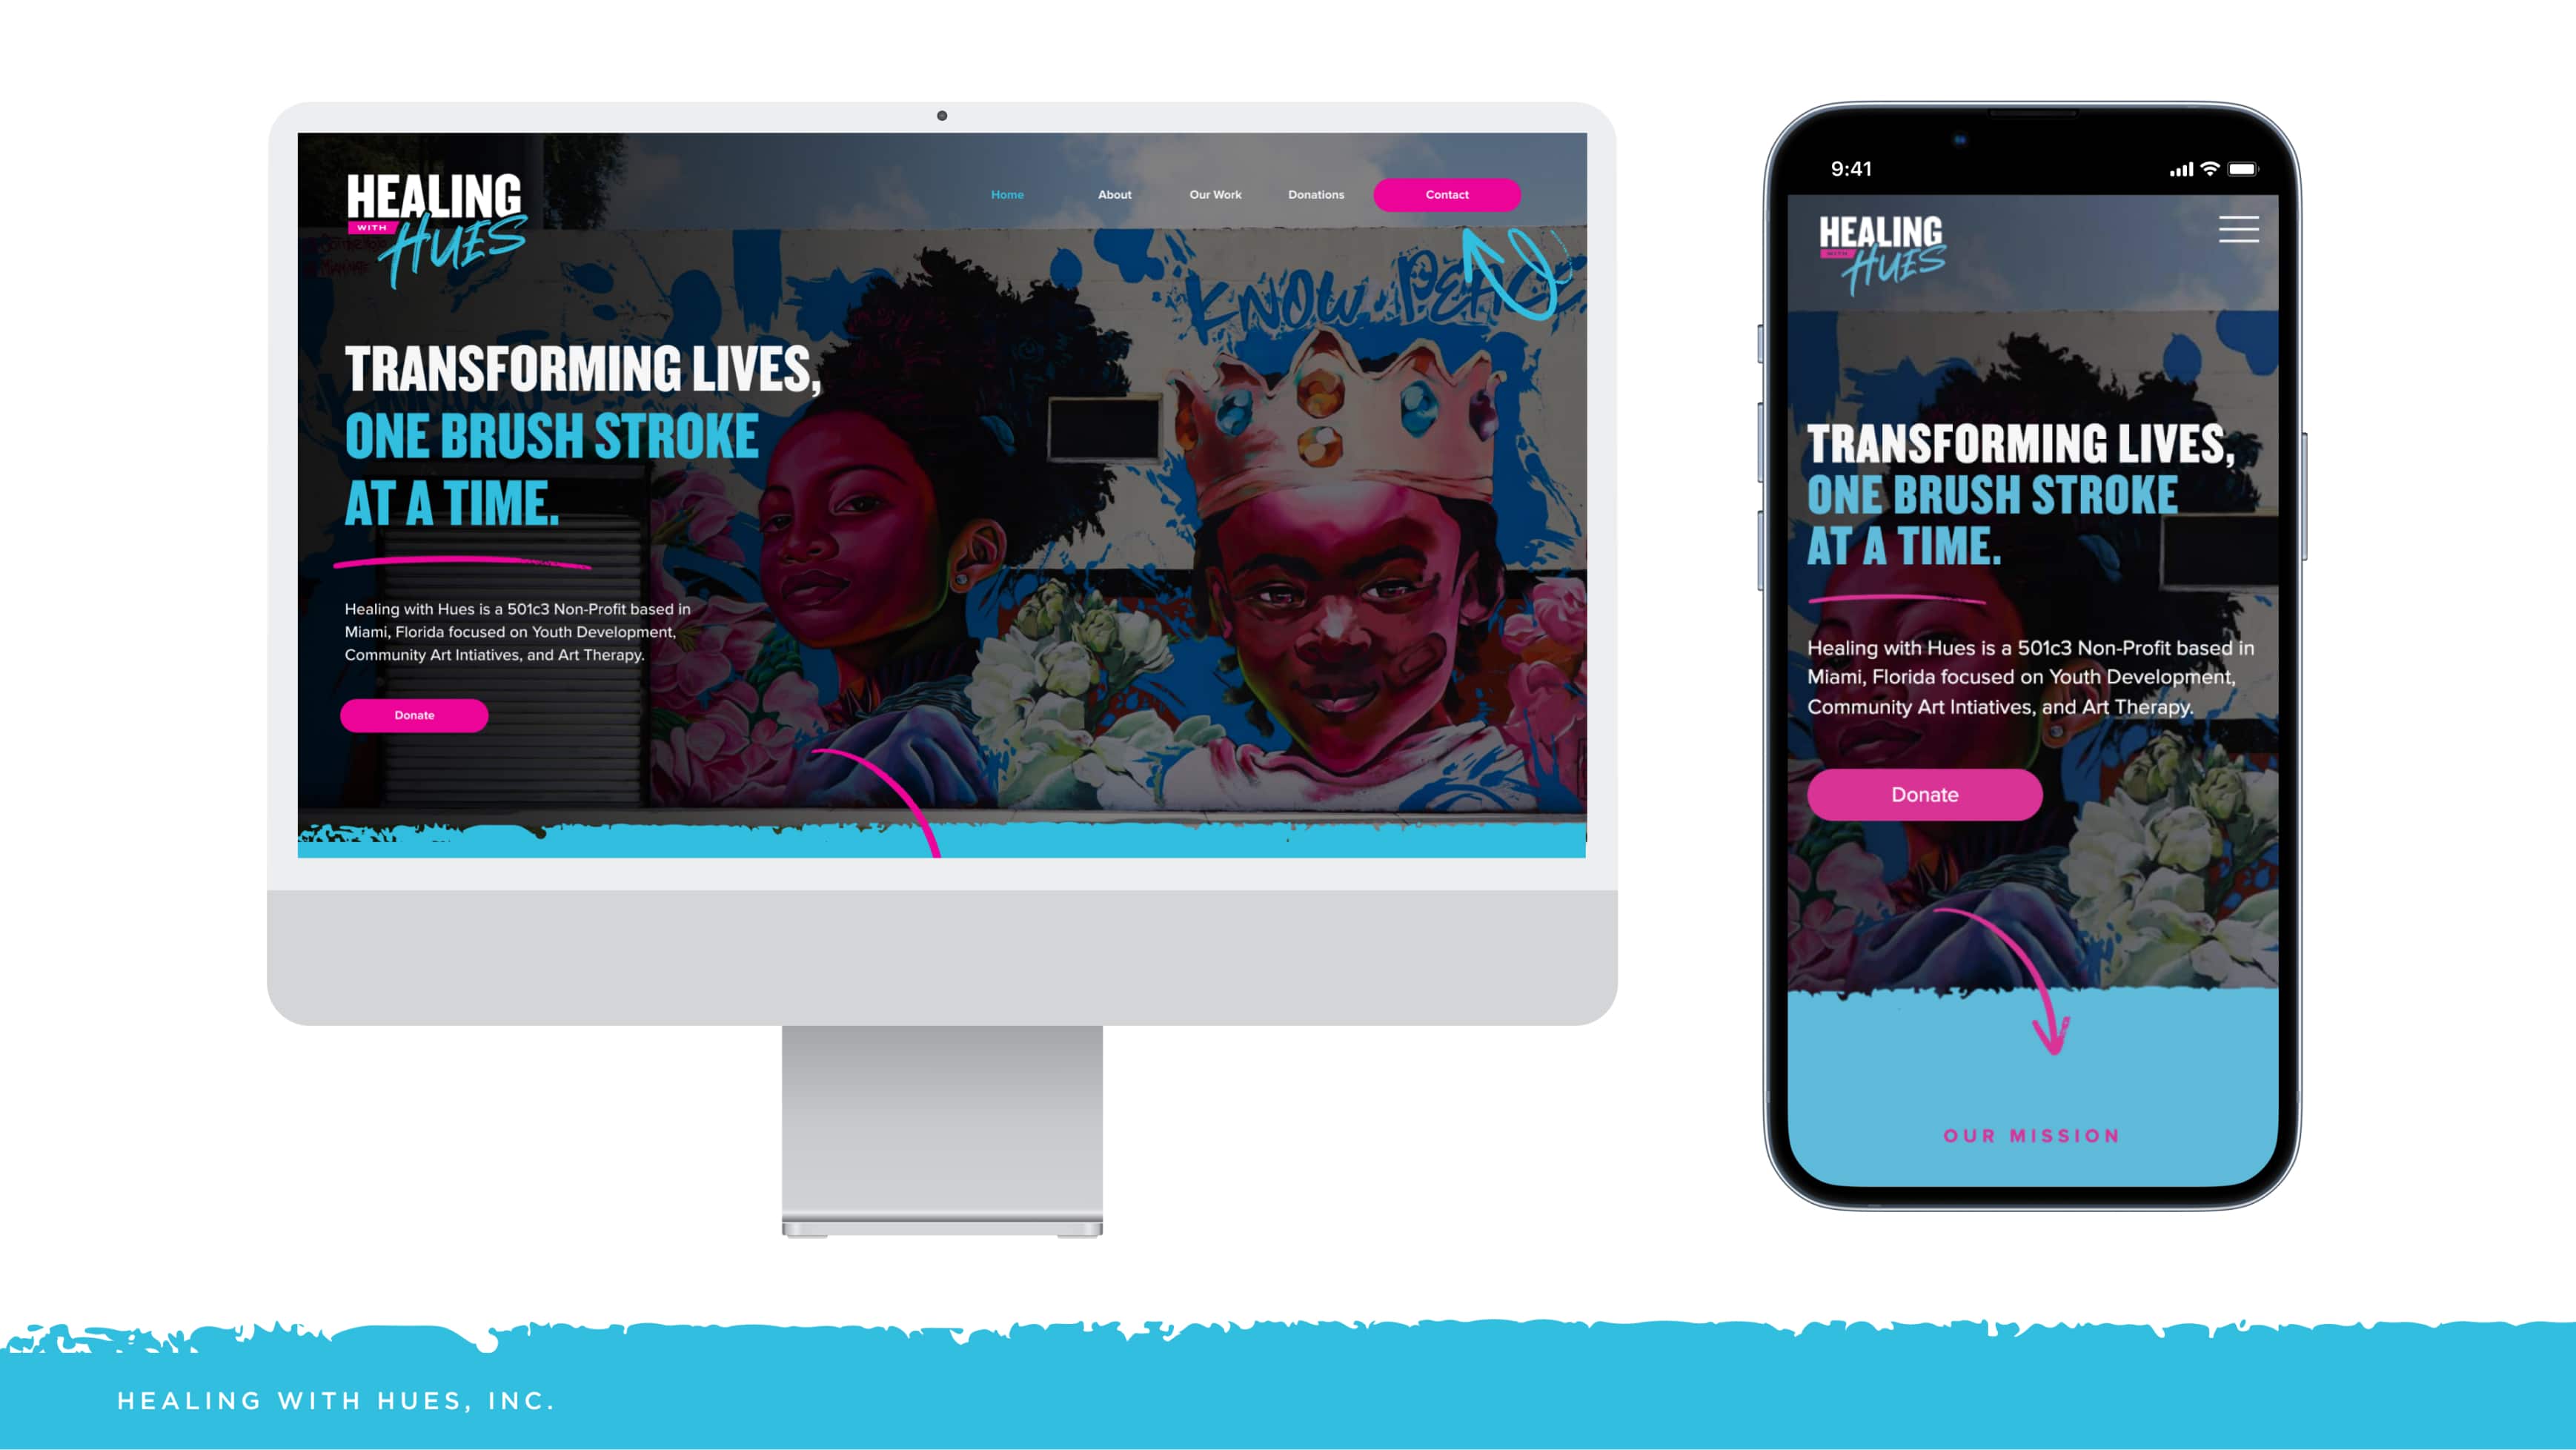 HEALING
WITH
HUES
Home About Our Work Donations Contact
KNOW PEACE
TRANSFORMING LIVES,
ONE BRUSH STROKE
AT A TIME.
Healing with Hues is a 501c3 Non-Profit based in
Miami, Florida focused on Youth Development,
Community Art Intiatives, and Art Therapy.
Donate
9:41
HEALING
WITH
HUES
TRANSFORMING LIVES,
ONE BRUSH STROKE
AT A TIME.
Healing with Hues is a 501c3 Non-Profit based in
Miami, Florida focused on Youth Development,
Community Art Intiatives, and Art Therapy.
Donate
OUR MISSION
HEALING WITH HUES, INC.